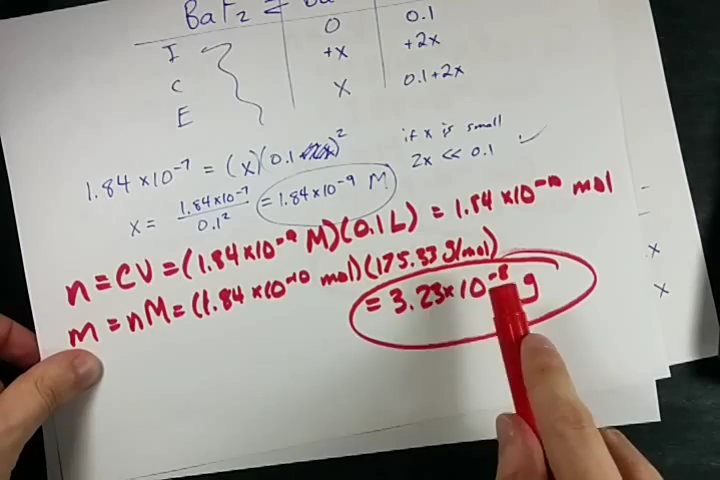 BaF₂ ⇌
I 0 0.1
C +x +2x
E x 0.1+2x
1.84×10⁻⁷ = (x)(0.1)²
if x is small
2x << 0.1 ✓
x = 1.84×10⁻⁷/0.1² = 1.84×10⁻⁹ M
n = CV = (1.84×10⁻⁹ M)(0.1L) = 1.84×10⁻¹⁰ mol
m = nM = (1.84×10⁻¹⁰ mol)(175.33 g/mol)
= 3.23×10⁻⁸ g
x
x